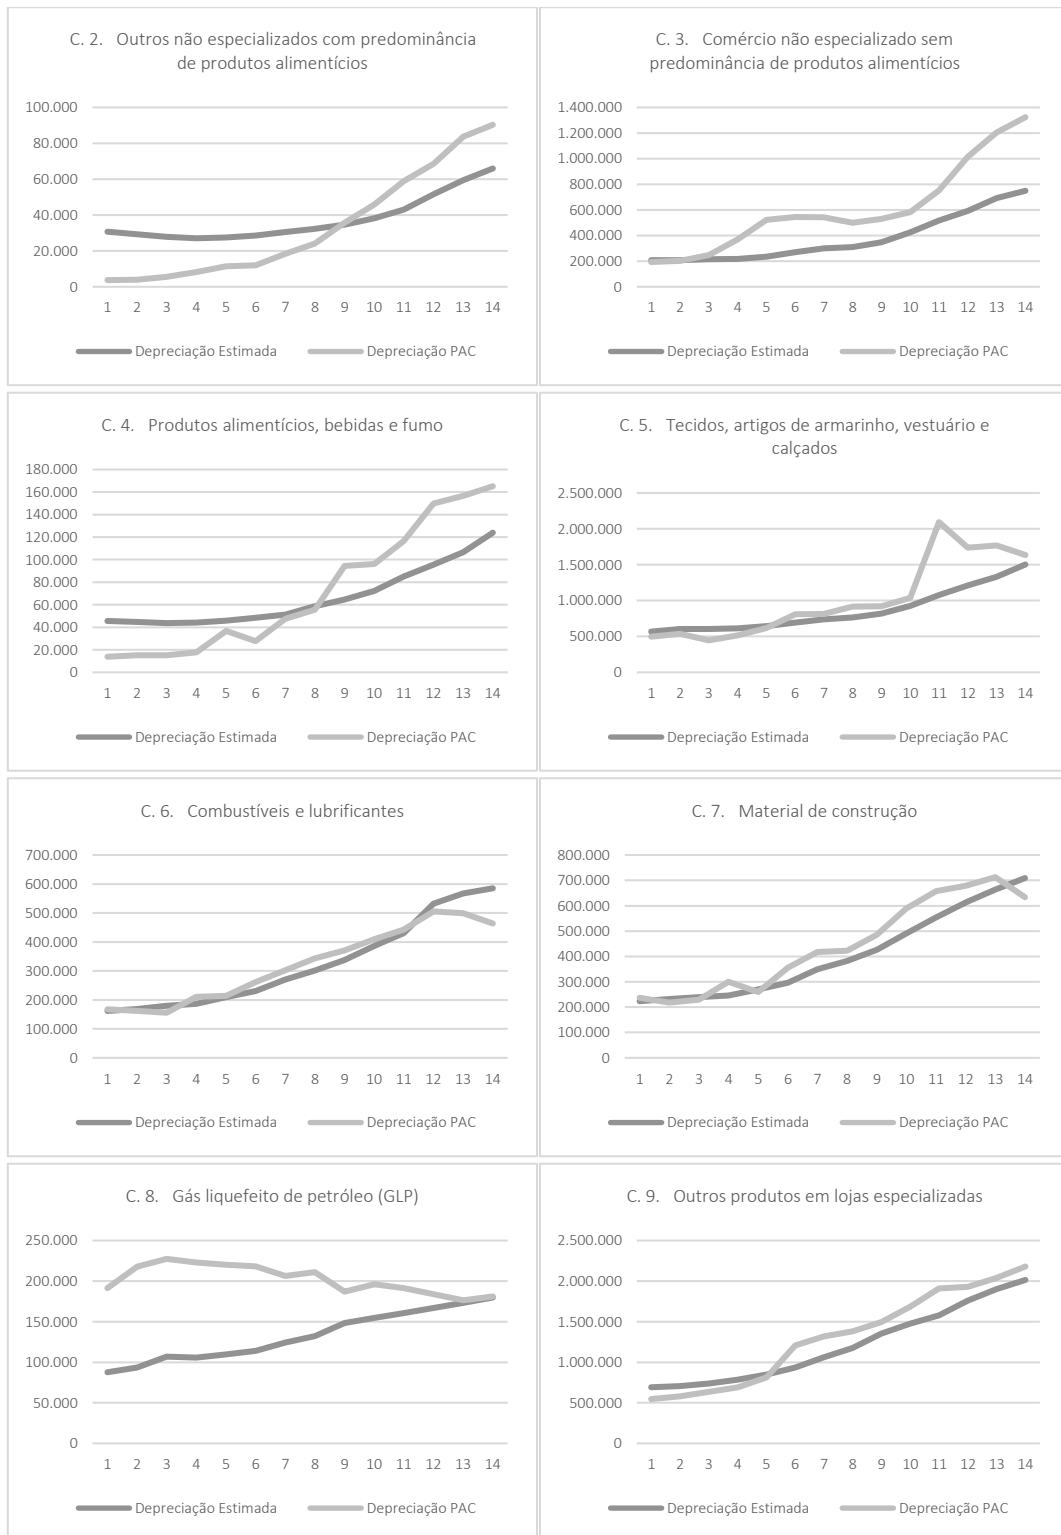 C. 2. Outros não especializados com predominância
de produtos alimentícios
100.000
80.000
60.000
40.000
20.000
0
1 2 3 4 5 6 7 8 9 10 11 12 13 14
Depreciação Estimada Depreciação PAC
C. 3. Comércio não especializado sem
predominância de produtos alimentícios
1.400.000
1.200.000
1.000.000
800.000
600.000
400.000
200.000
0
1 2 3 4 5 6 7 8 9 10 11 12 13 14
Depreciação Estimada Depreciação PAC
C. 4. Produtos alimentícios, bebidas e fumo
180.000
160.000
140.000
120.000
100.000
80.000
60.000
40.000
20.000
0
1 2 3 4 5 6 7 8 9 10 11 12 13 14
Depreciação Estimada Depreciação PAC
C. 5. Tecidos, artigos de armarinho, vestuário e
calçados
2.500.000
2.000.000
1.500.000
1.000.000
500.000
0
1 2 3 4 5 6 7 8 9 10 11 12 13 14
Depreciação Estimada Depreciação PAC
C. 6. Combustíveis e lubrificantes
700.000
600.000
500.000
400.000
300.000
200.000
100.000
0
1 2 3 4 5 6 7 8 9 10 11 12 13 14
Depreciação Estimada Depreciação PAC
C. 7. Material de construção
800.000
700.000
600.000
500.000
400.000
300.000
200.000
100.000
0
1 2 3 4 5 6 7 8 9 10 11 12 13 14
Depreciação Estimada Depreciação PAC
C. 8. Gás liquefeito de petróleo (GLP)
250.000
200.000
150.000
100.000
50.000
0
1 2 3 4 5 6 7 8 9 10 11 12 13 14
Depreciação Estimada Depreciação PAC
C. 9. Outros produtos em lojas especializadas
2.500.000
2.000.000
1.500.000
1.000.000
500.000
0
1 2 3 4 5 6 7 8 9 10 11 12 13 14
Depreciação Estimada Depreciação PAC